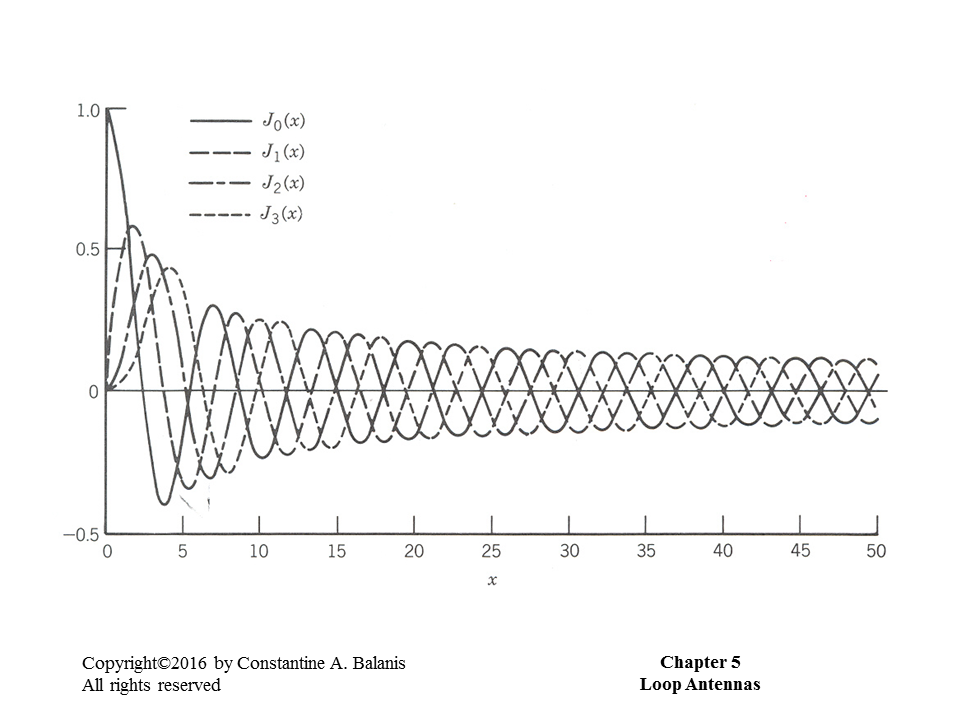 1.0
J₀(x)
J₁(x)
J₂(x)
J₃(x)
0.5
0
−0.5
0 5 10 15 20 25 30 35 40 45 50
x
Copyright©2016 by Constantine A. Balanis
All rights reserved
Chapter 5
Loop Antennas